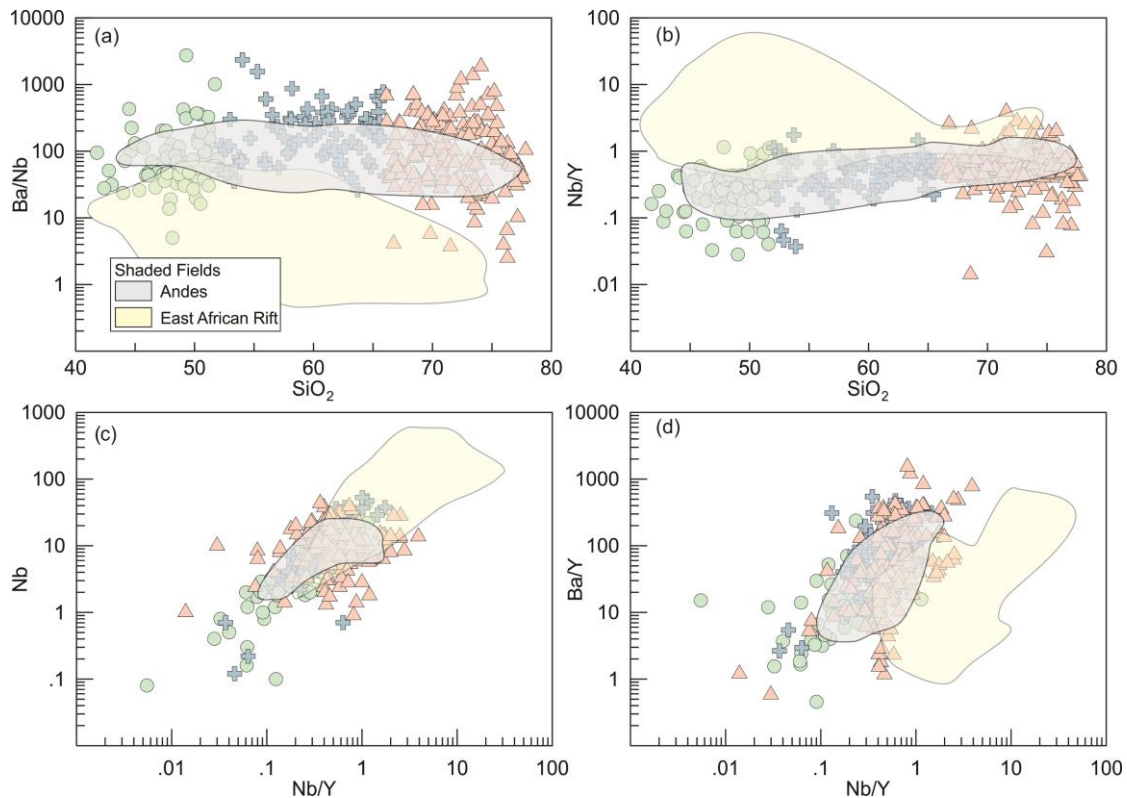 (a)
10000
1000
100
10
1
Ba/Nb
Shaded Fields
Andes
East African Rift
40 50 60 70 80
SiO₂
(b)
100
10
1
.1
.01
Nb/Y
40 50 60 70 80
SiO₂
(c)
1000
100
10
1
.1
Nb
.01 .1 1 10 100
Nb/Y
(d)
10000
1000
100
10
1
Ba/Y
.01 .1 1 10 100
Nb/Y